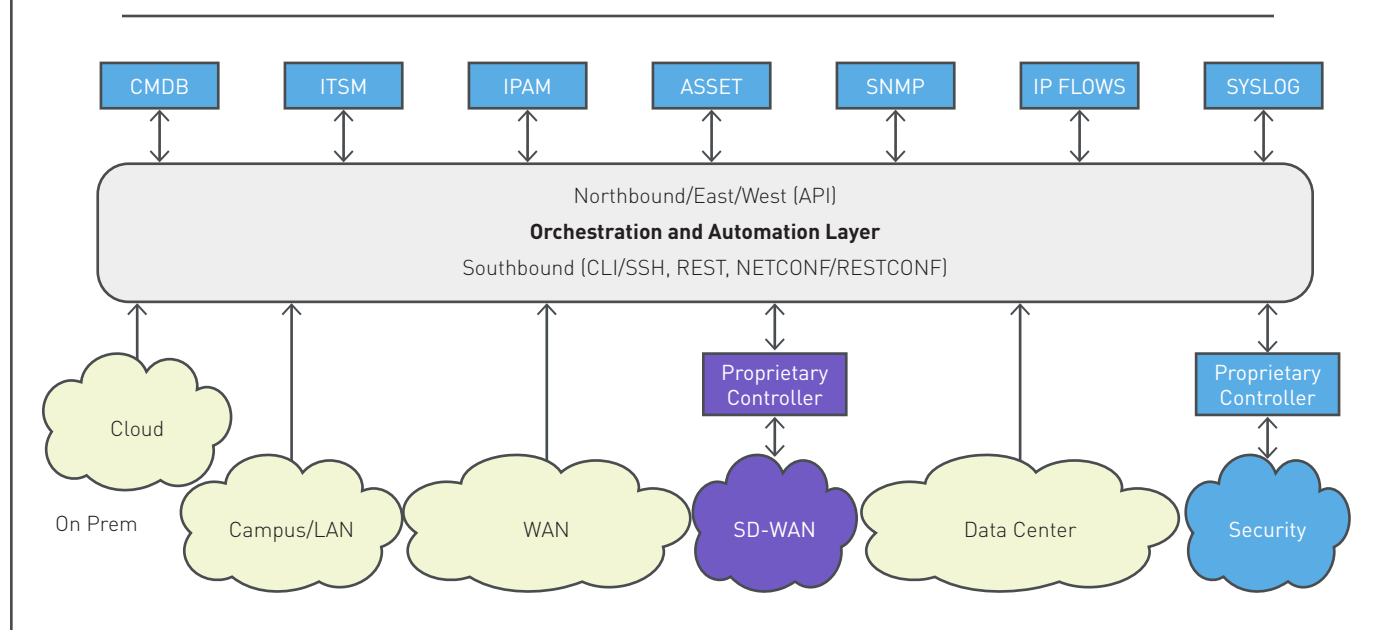 CMDB
ITSM
IPAM
ASSET
SNMP
IP FLOWS
SYSLOG
Northbound/East/West (API)
Orchestration and Automation Layer
Southbound (CLI/SSH, REST, NETCONF/RESTCONF)
Proprietary
Controller
Proprietary
Controller
Cloud
On Prem
Campus/LAN
WAN
SD-WAN
Data Center
Security